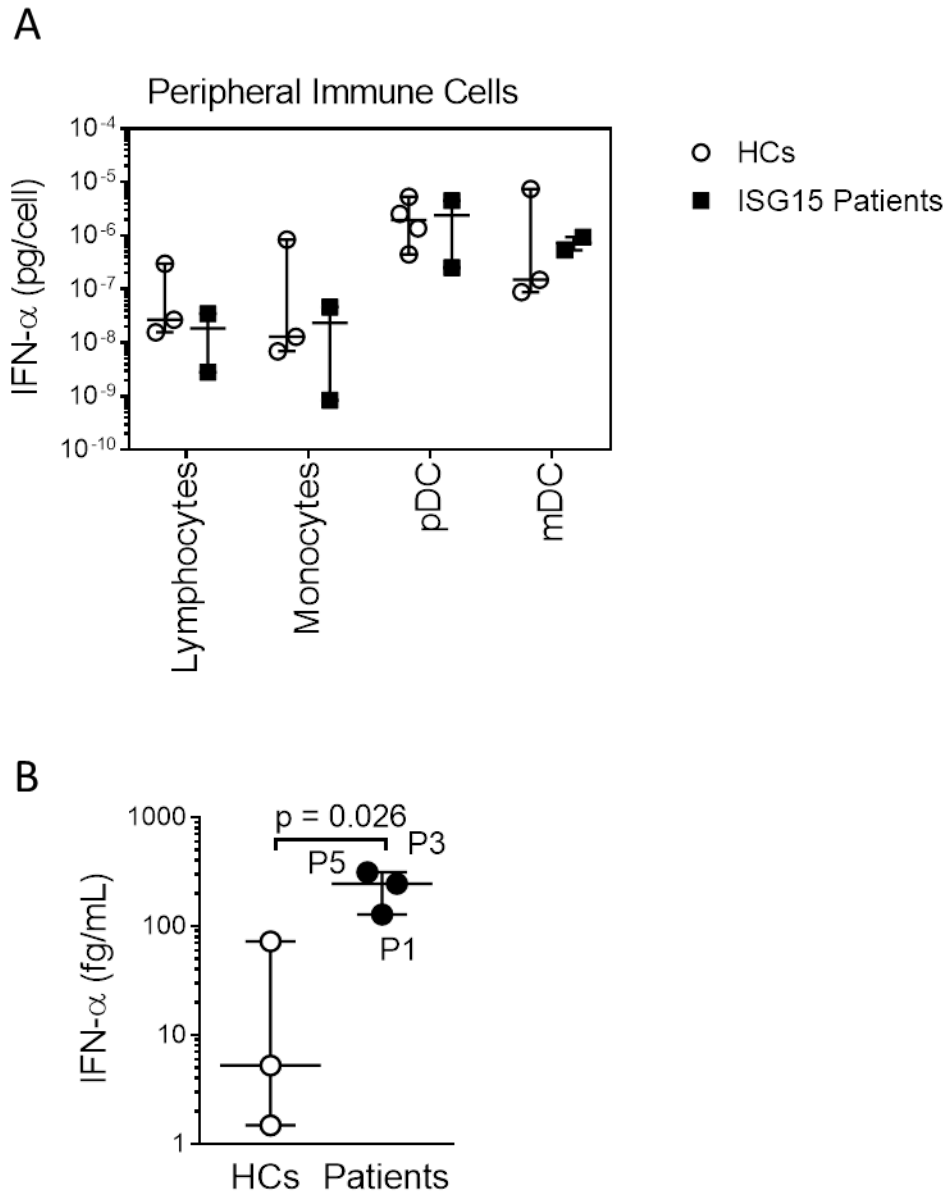 A
Peripheral Immune Cells
IFN-α (pg/cell)
10⁻⁴
10⁻⁵
10⁻⁶
10⁻⁷
10⁻⁸
10⁻⁹
10⁻¹⁰
Lymphocytes
Monocytes
pDC
mDC
HCs
ISG15 Patients
B
IFN-α (fg/mL)
1000
100
10
1
p = 0.026
P3
P5
P1
HCs
Patients